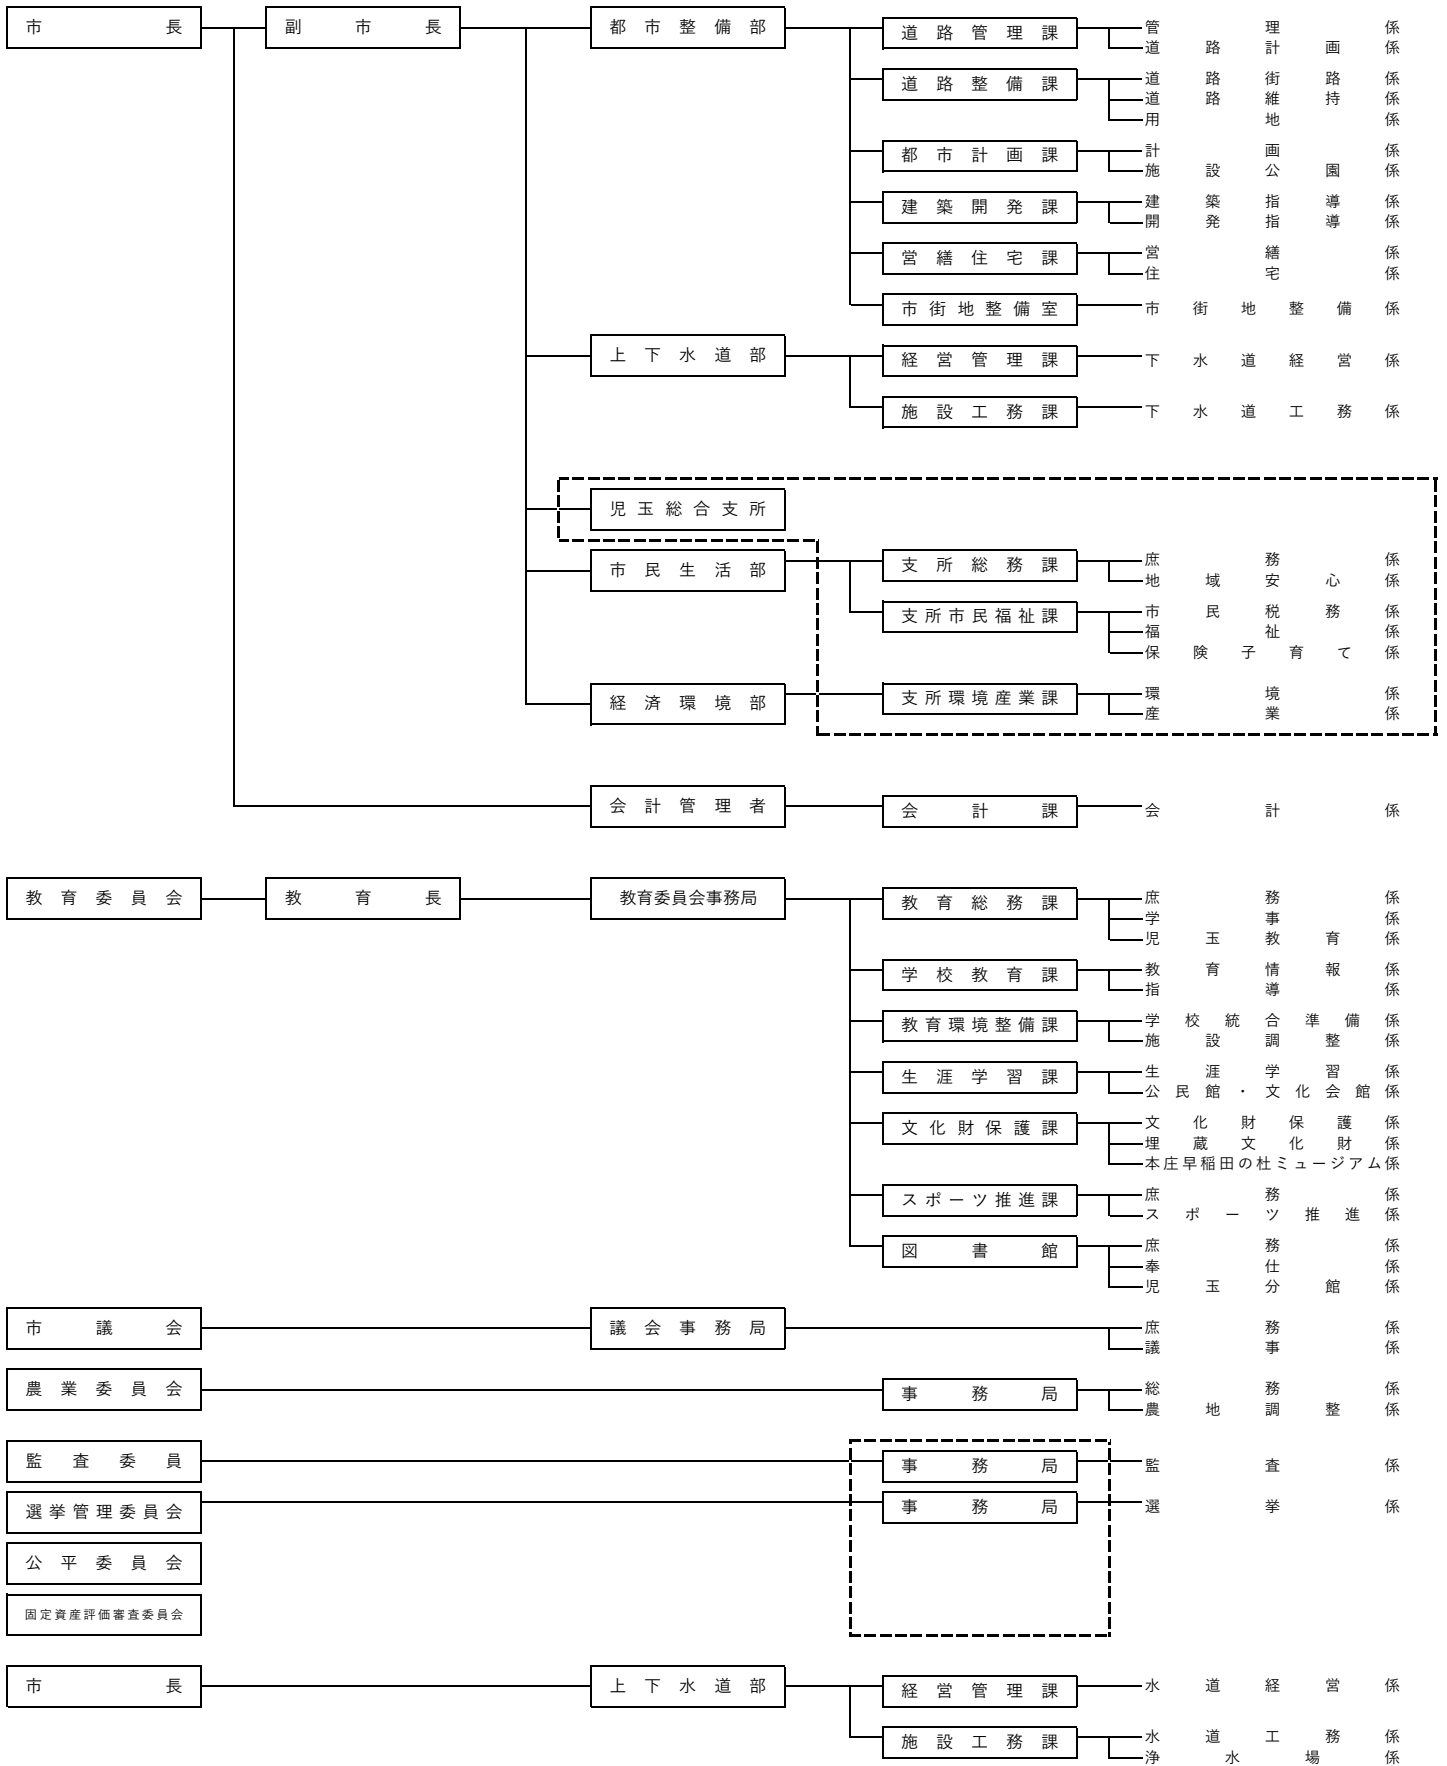 市長 副市長 都市整備部 道路管理課 管理係
道路計画係
道路整備課 道路街路係
道路維持係
用地係
都市計画課 計画係
施設公園係
建築開発課 建築指導係
開発指導係
営繕住宅課 営繕係
住宅係
市街地整備室 市街地整備係
上下水道部 経営管理課 下水道経営係
施設工務課 下水道工務係
児玉総合支所
市民生活部 支所総務課 庶務係
地域安心係
支所市民福祉課 市民税務係
福祉係
保険子育て係
経済環境部 支所環境産業課 環境係
産業係
会計管理者 会計課 会計係
教育委員会 教育長 教育委員会事務局 教育総務課 庶務係
学事係
児玉教育係
学校教育課 教育情報係
指導係
教育環境整備課 学校統合準備係
施設調整係
生涯学習課 生涯学習係
公民館・文化会館係
文化財保護課 文化財保護係
埋蔵文化財係
本庄早稲田の杜ミュージアム係
スポーツ推進課 庶務係
スポーツ推進係
図書館 庶務係
奉仕係
児玉分館係
市議会 議会事務局 庶務係
議事係
農業委員会 事務局 総務係
農地調整係
監査委員 事務局 監査係
選挙管理委員会 事務局 選挙係
公平委員会
固定資産評価審査委員会
市長 上下水道部 経営管理課 水道経営係
施設工務課 水道工務係
浄水場係